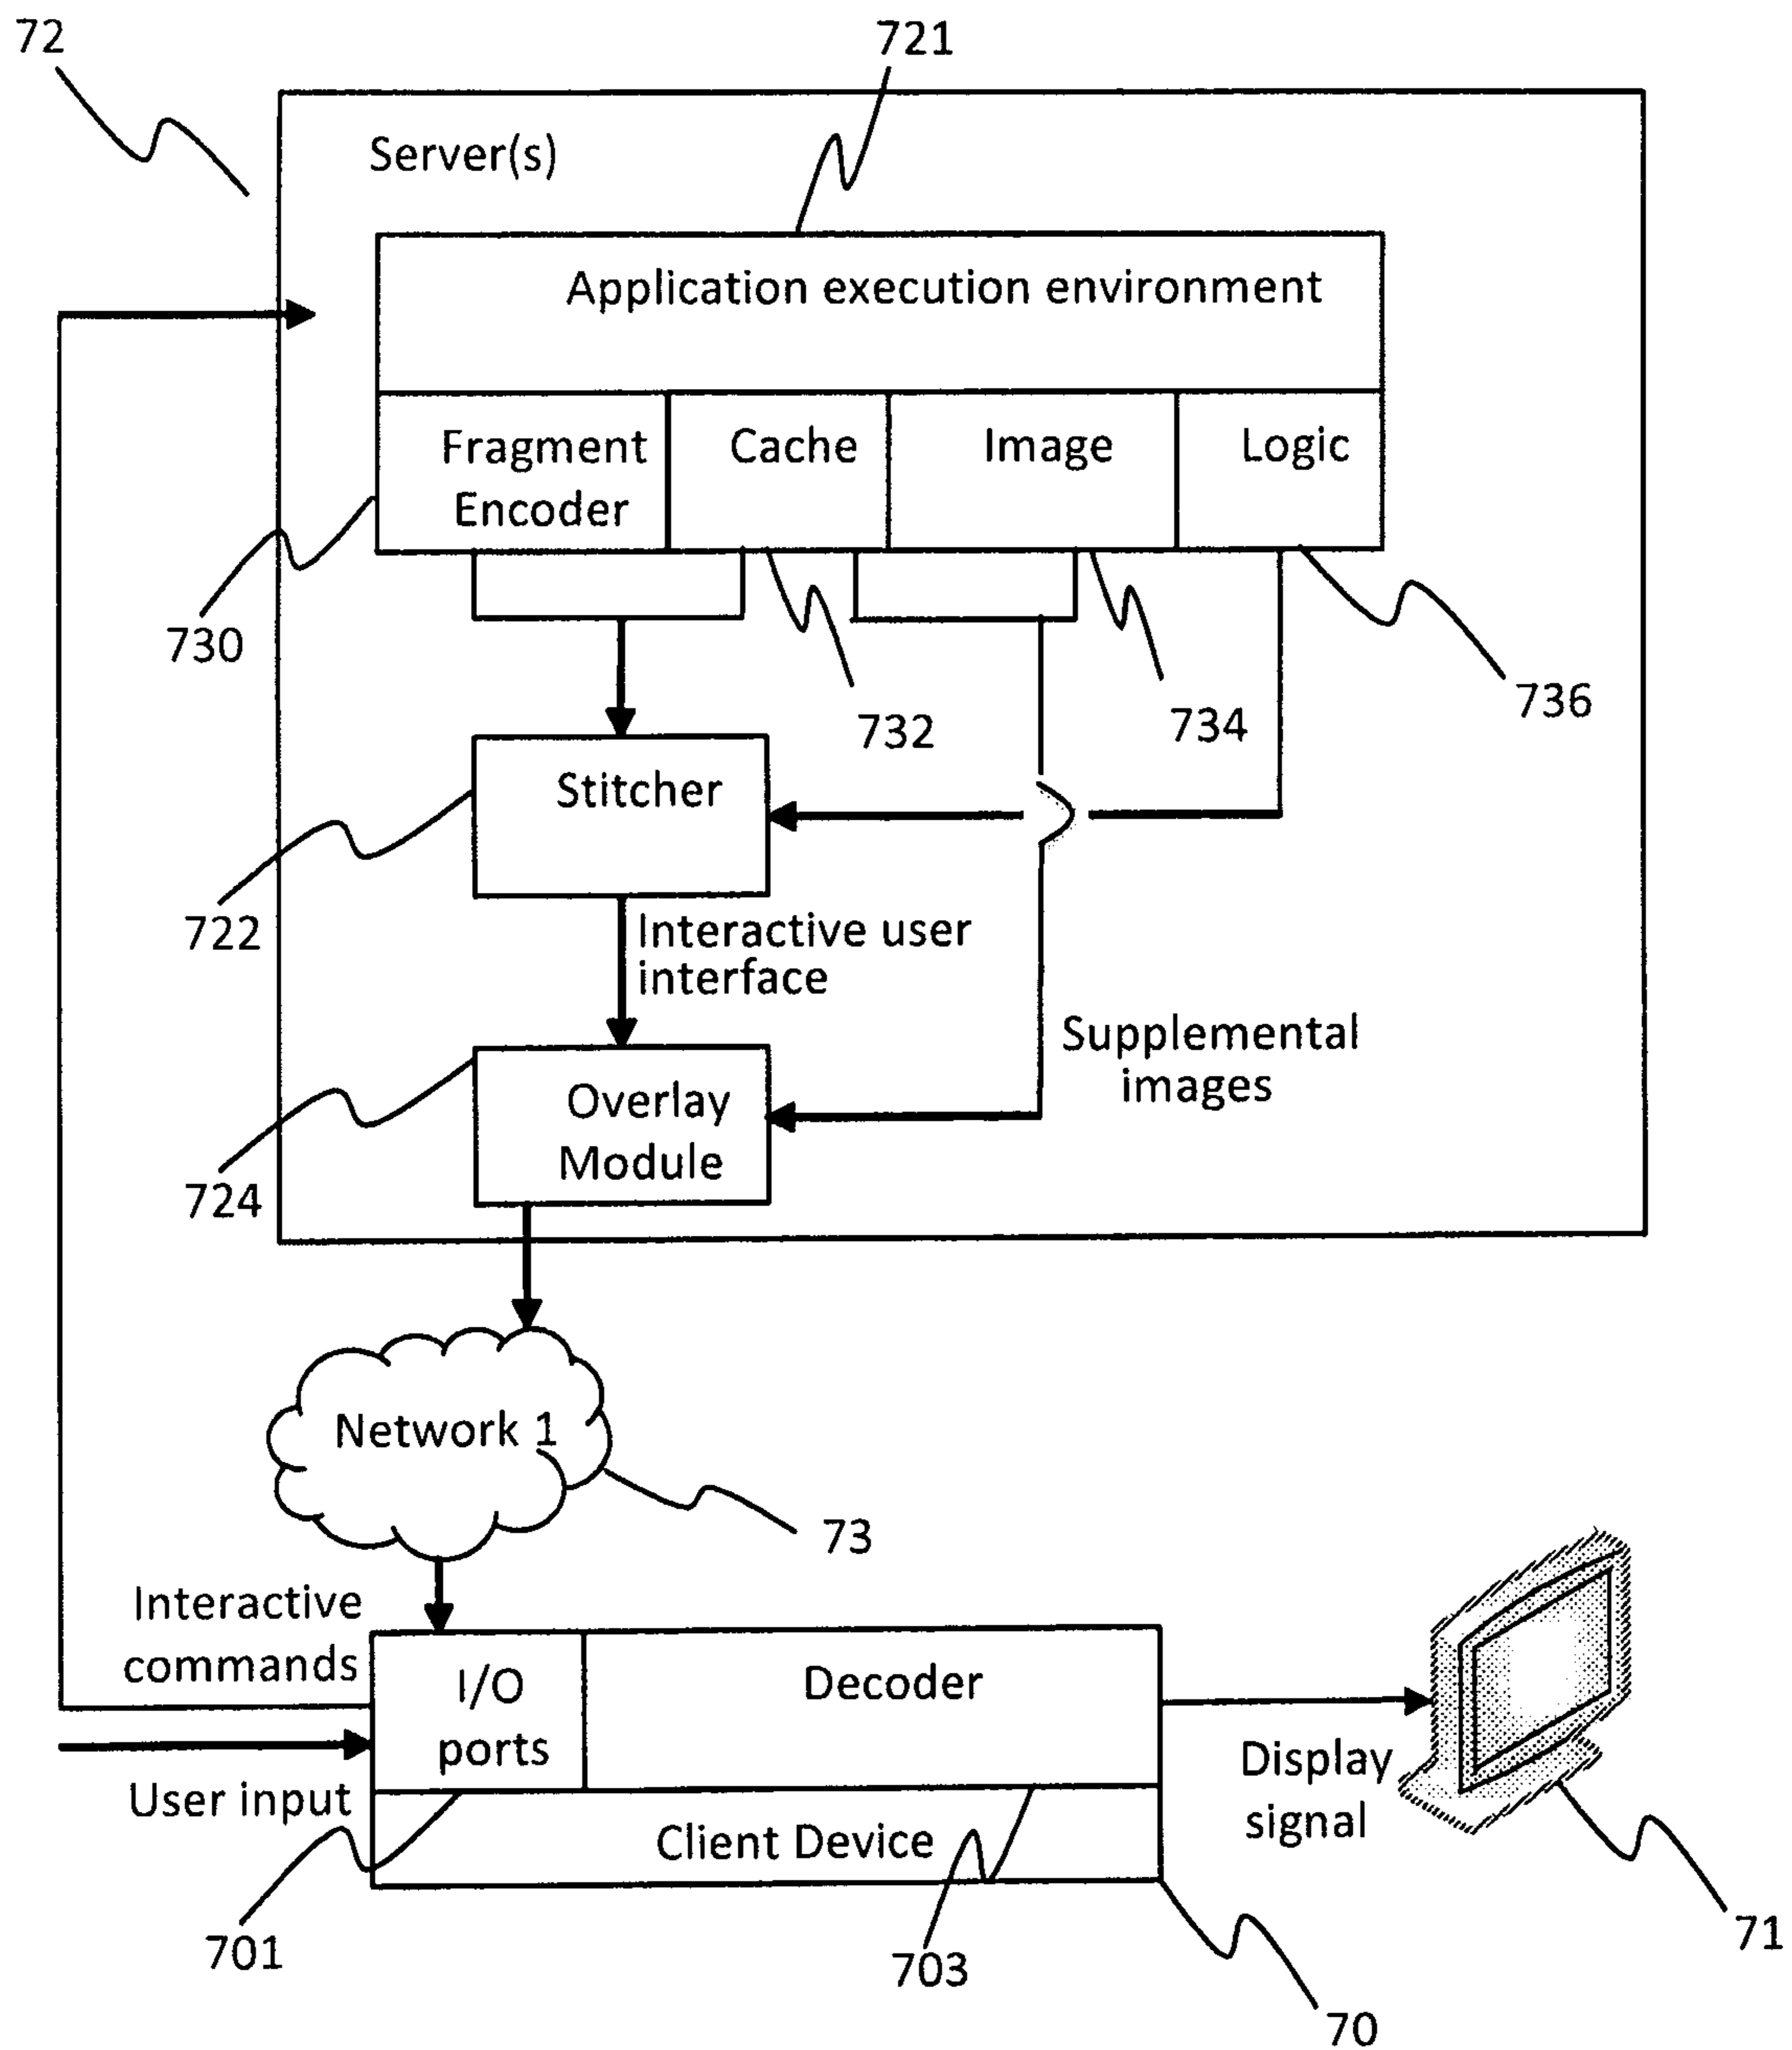 72
721
Server(s)
Application execution environment
Fragment
Encoder
Cache
Image
Logic
730
732
734
736
Stitcher
722
Interactive user
interface
Supplemental
images
Overlay
Module
724
Network 1
73
Interactive
commands
I/O
ports
Decoder
User input
Client Device
Display
signal
701
703
70
71